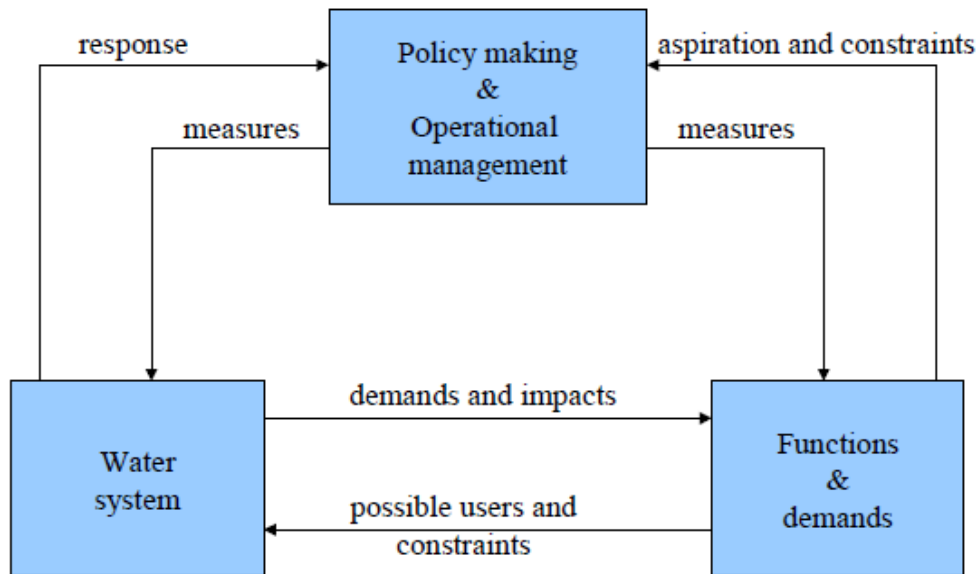 response
Policy making
&
Operational
management
aspiration and constraints
measures
measures
demands and impacts
Water
system
Functions
&
demands
possible users and
constraints